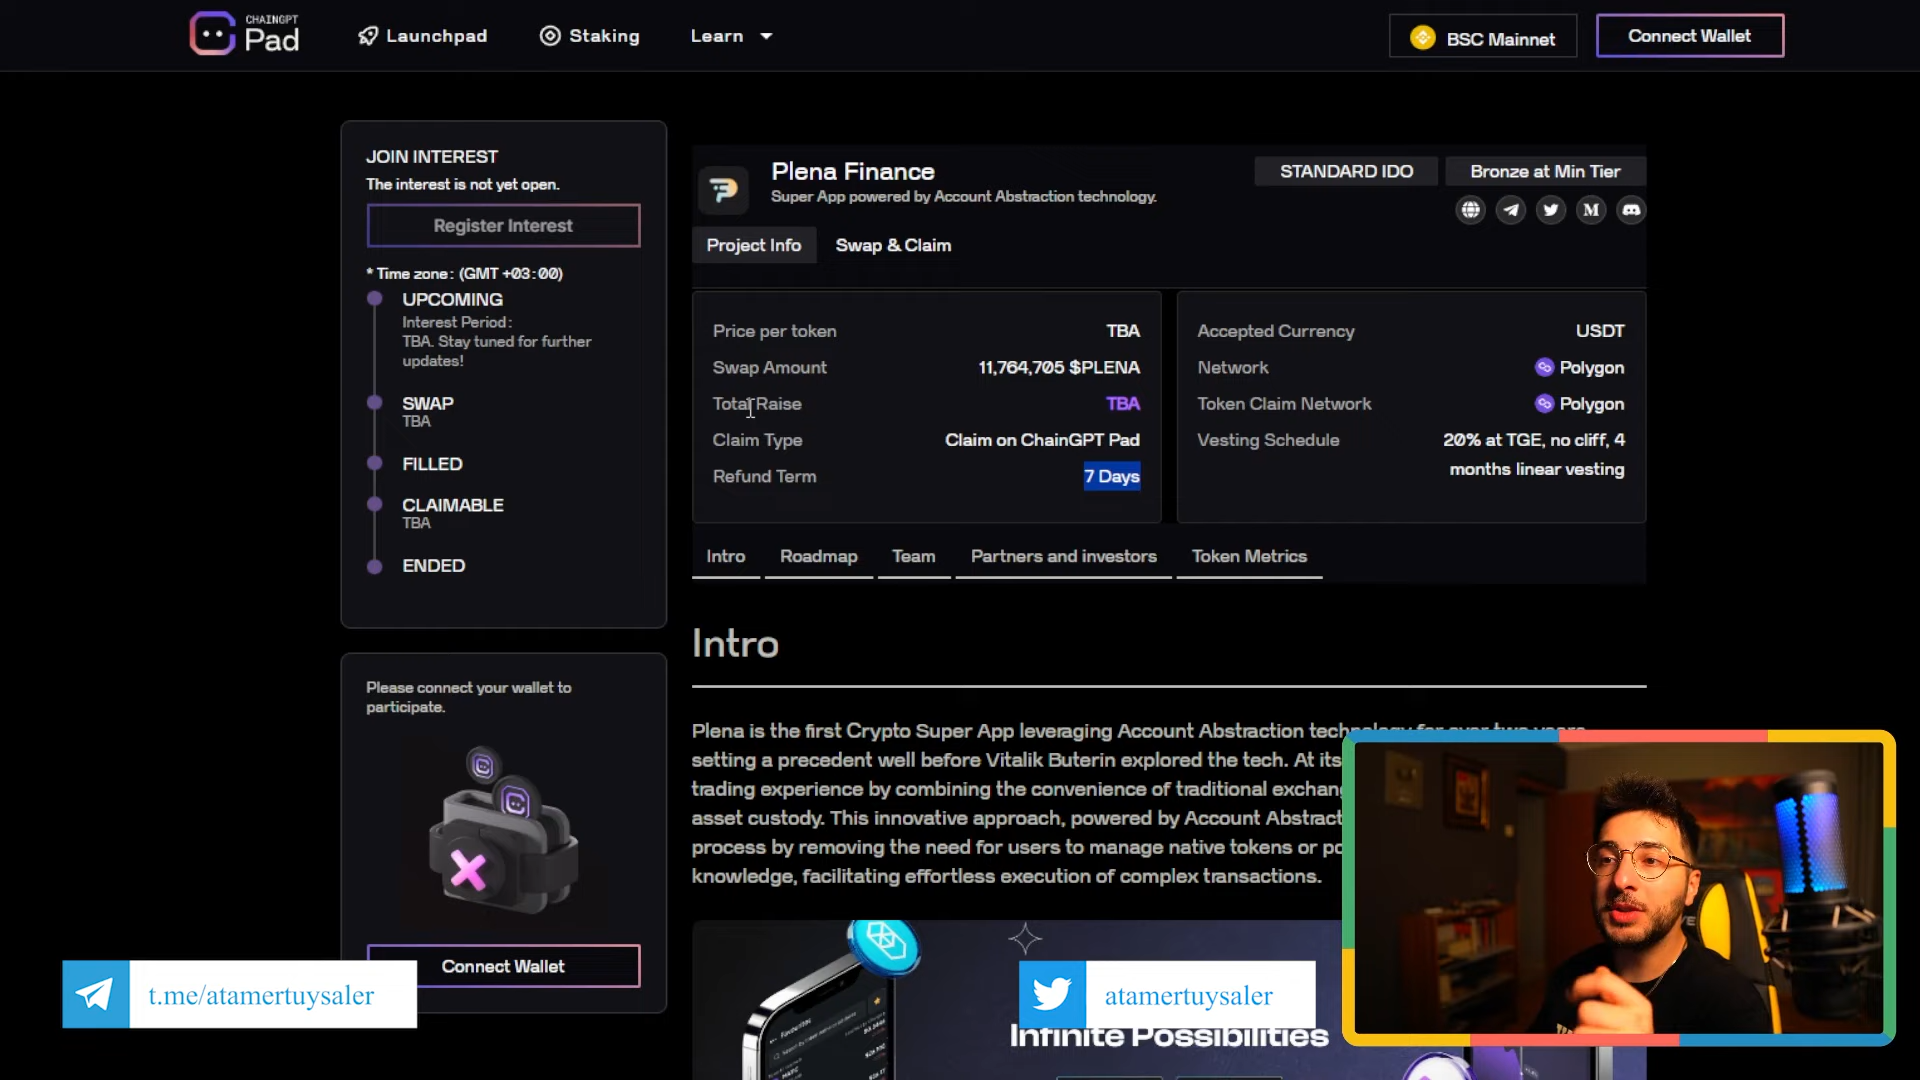 CHAINGPT
Pad
Launchpad
Staking
Learn
BSC Mainnet
Connect Wallet
JOIN INTEREST
The interest is not yet open.
Register Interest
* Time zone: (GMT +03:00)
UPCOMING
Interest Period:
TBA. Stay tuned for further
updates!
SWAP
TBA
FILLED
CLAIMABLE
TBA
ENDED
Please connect your wallet to
participate.
Connect Wallet
Plena Finance
Super App powered by Account Abstraction technology.
STANDARD IDO
Bronze at Min Tier
Project Info
Swap & Claim
Price per token TBA
Swap Amount 11,764,705 $PLENA
Total Raise TBA
Claim Type Claim on ChainGPT Pad
Refund Term 7 Days
Accepted Currency USDT
Network Polygon
Token Claim Network Polygon
Vesting Schedule 20% at TGE, no cliff, 4
months linear vesting
Intro
Roadmap
Team
Partners and investors
Token Metrics
Intro
Plena is the first Crypto Super App leveraging Account Abstraction technology for over two years,
setting a precedent well before Vitalik Buterin explored the tech. At its
trading experience by combining the convenience of traditional exchang
asset custody. This innovative approach, powered by Account Abstract
process by removing the need for users to manage native tokens or po
knowledge, facilitating effortless execution of complex transactions.
Infinite Possibilities
t.me/atamertuysaler
atamertuysaler